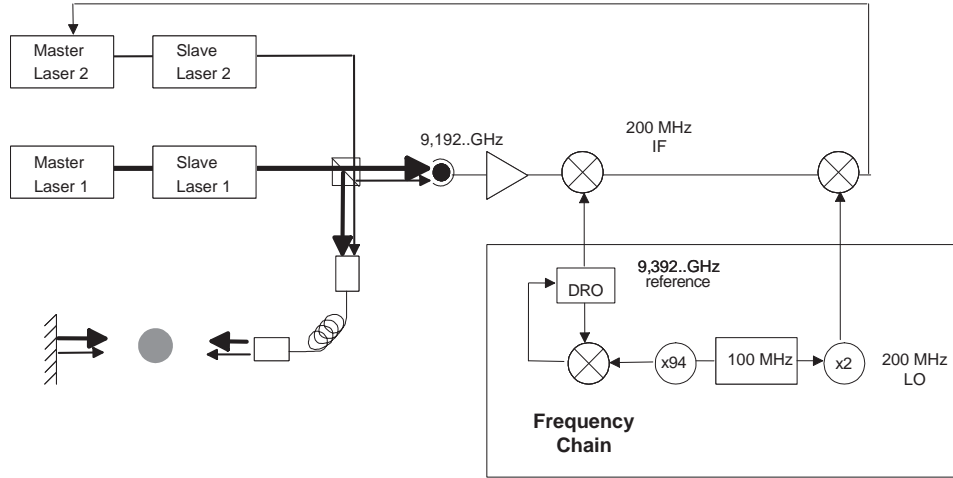 Master
Laser 2
Slave
Laser 2
9,192..GHz
200 MHz
IF
Master
Laser 1
Slave
Laser 1
9,392..GHz
reference
DRO
x94
100 MHz
x2
200 MHz
LO
Frequency
Chain